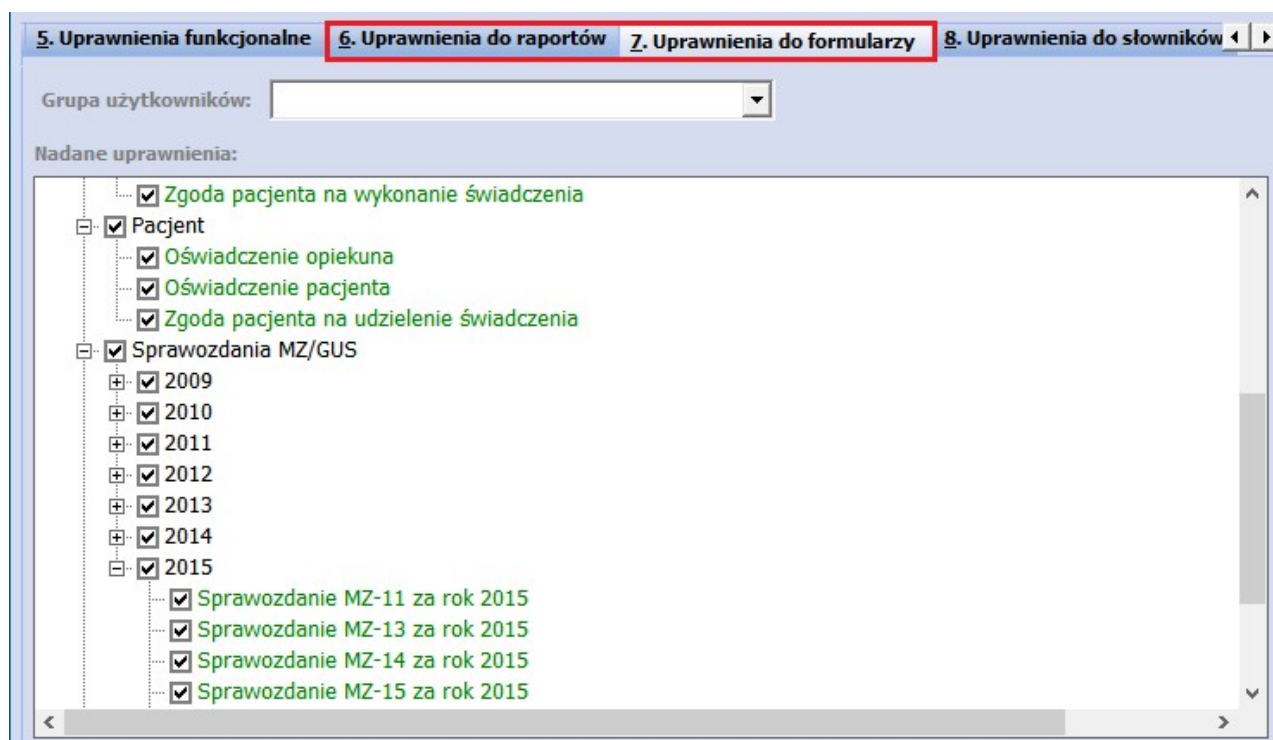 5. Uprawnienia funkcjonalne 6. Uprawnienia do raportów 7. Uprawnienia do formularzy 8. Uprawnienia do słowników
Grupa użytkowników:
Nadane uprawnienia:
Zgoda pacjenta na wykonanie świadczenia
Pacjent
Oświadczenie opiekuna
Oświadczenie pacjenta
Zgoda pacjenta na udzielenie świadczenia
Sprawozdania MZ/GUS
2009
2010
2011
2012
2013
2014
2015
Sprawozdanie MZ-11 za rok 2015
Sprawozdanie MZ-13 za rok 2015
Sprawozdanie MZ-14 za rok 2015
Sprawozdanie MZ-15 za rok 2015